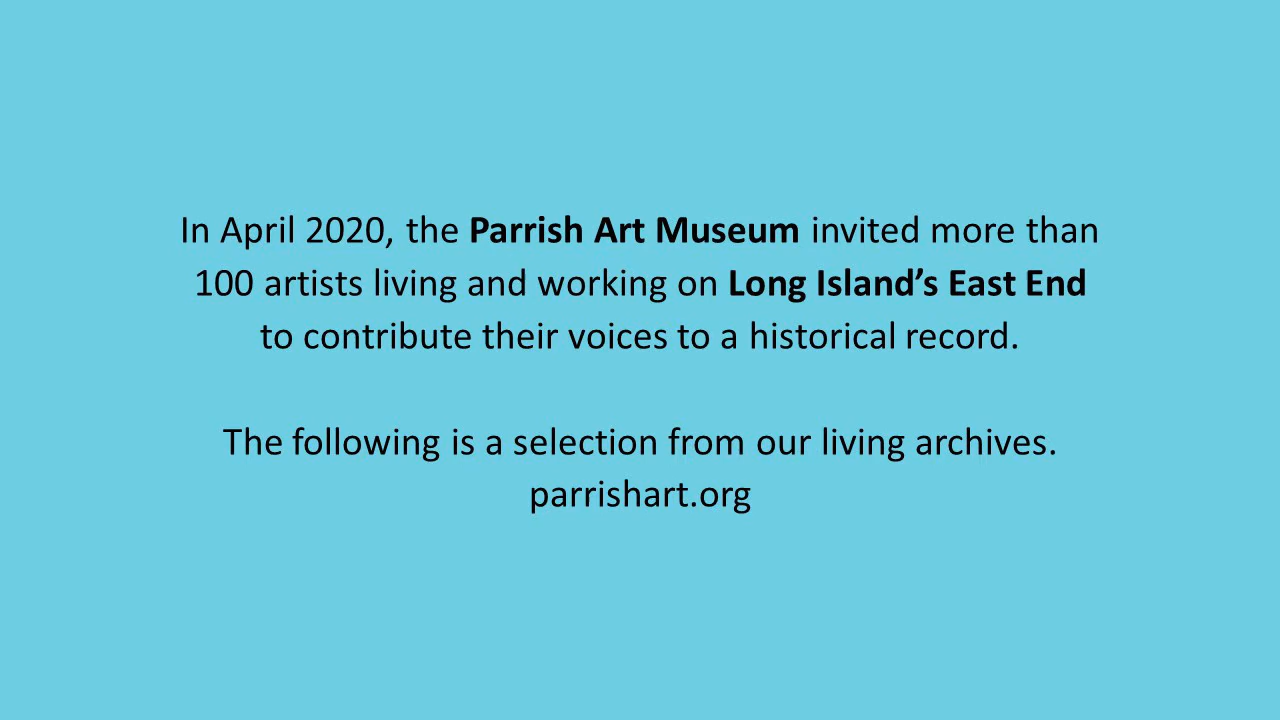 In April 2020, the Parrish Art Museum invited more than
100 artists living and working on Long Island’s East End
to contribute their voices to a historical record.
The following is a selection from our living archives.
parrishart.org